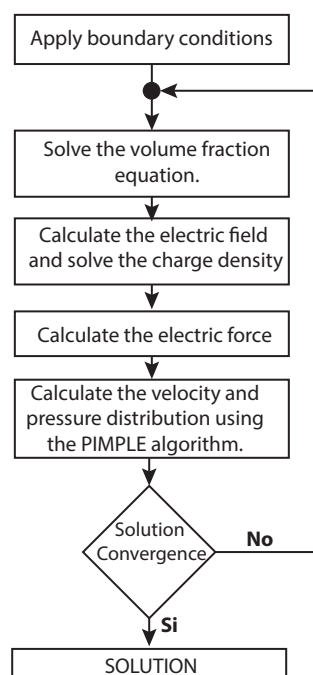 Apply boundary conditions
Solve the volume fraction
equation.
Calculate the electric field
and solve the charge density
Calculate the electric force
Calculate the velocity and
pressure distribution using
the PIMPLE algorithm.
Solution
Convergence
No
Si
SOLUTION